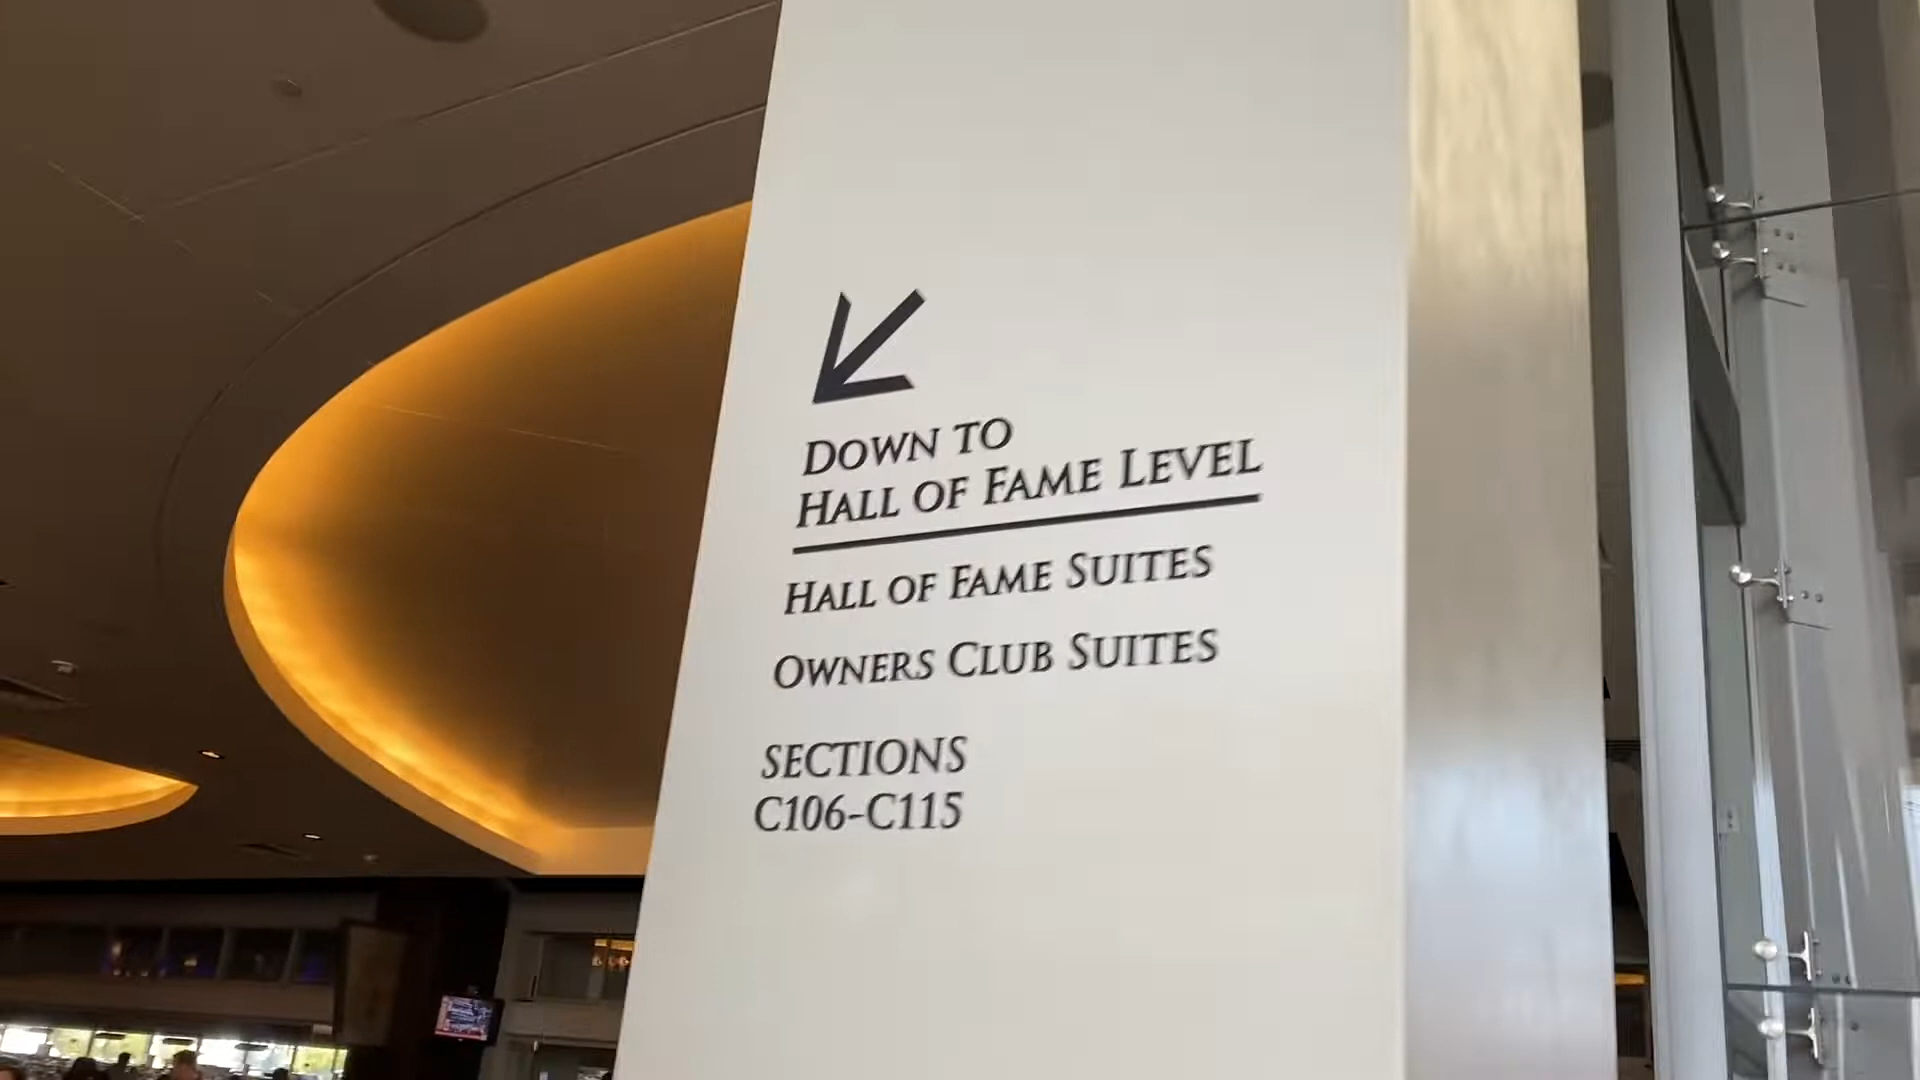 DOWN TO
HALL OF FAME LEVEL
HALL OF FAME SUITES
OWNERS CLUB SUITES
SECTIONS
C106-C115